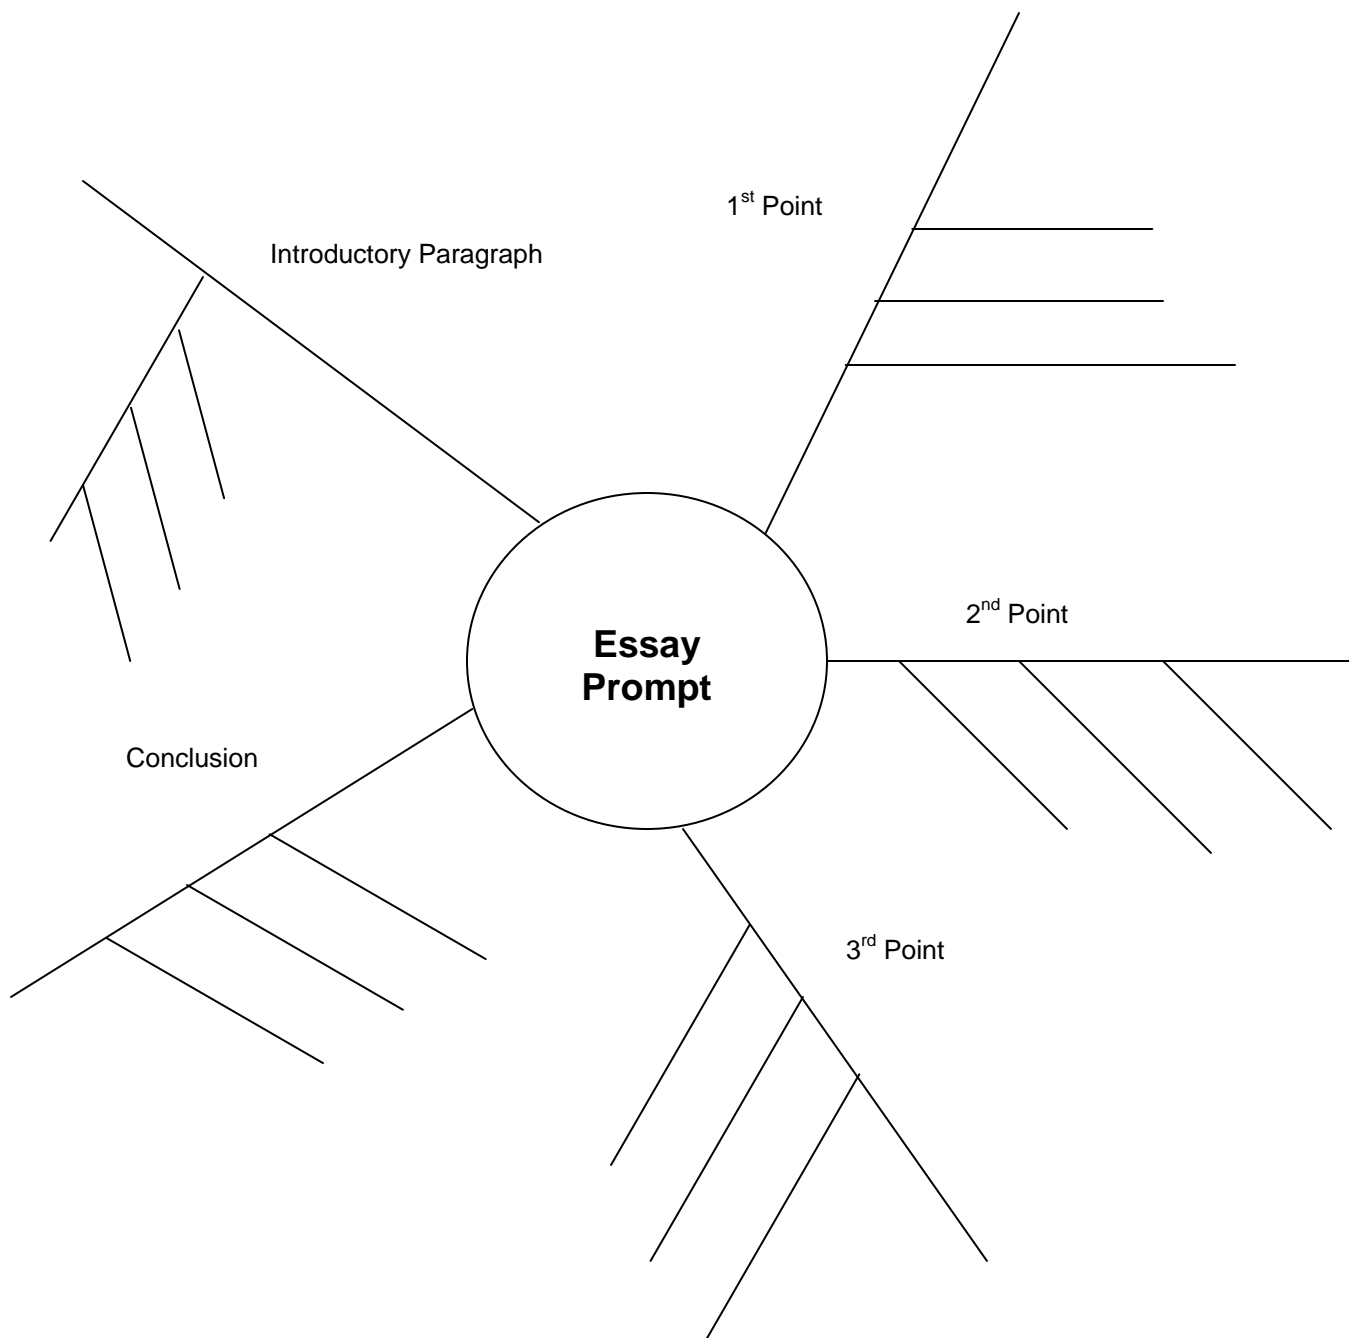 1st Point
Introductory Paragraph
Essay
Prompt
2nd Point
Conclusion
3rd Point